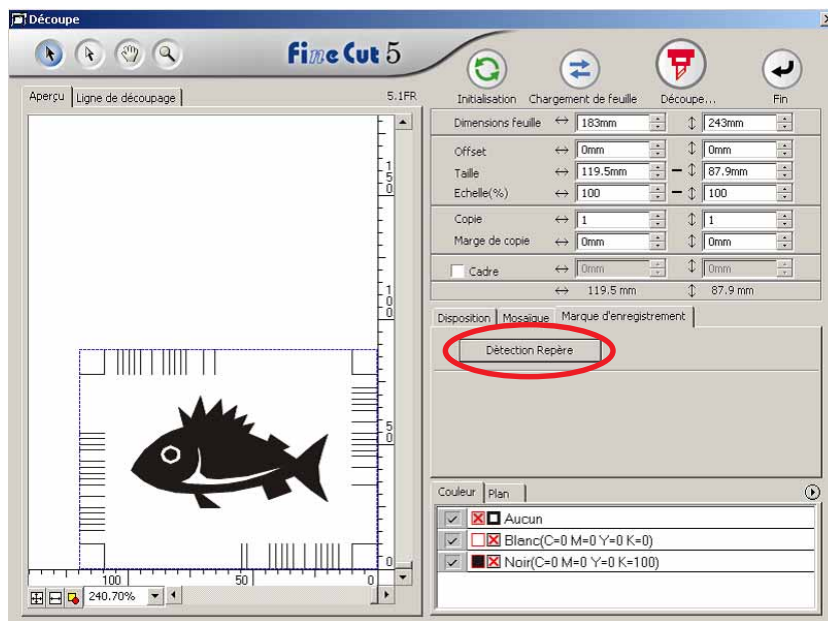 Découpe
Fine Cut 5
Aperçu
Ligne de découpage
5.1FR
Initialisation
Chargement de feuille
Découpe...
Fin
Dimensions feuille 183mm 243mm
Offset 0mm 0mm
Taille 119.5mm 87.9mm
Echelle(%) 100 100
Copie 1 1
Marge de copie 0mm 0mm
Cadre 0mm 0mm
119.5 mm 87.9 mm
Disposition
Mosaïque
Marque d'enregistrement
Dètection Repère
150
100
50
0
100
50
0
240.70%
Couleur
Plan
Aucun
Blanc(C=0 M=0 Y=0 K=0)
Noir(C=0 M=0 Y=0 K=100)